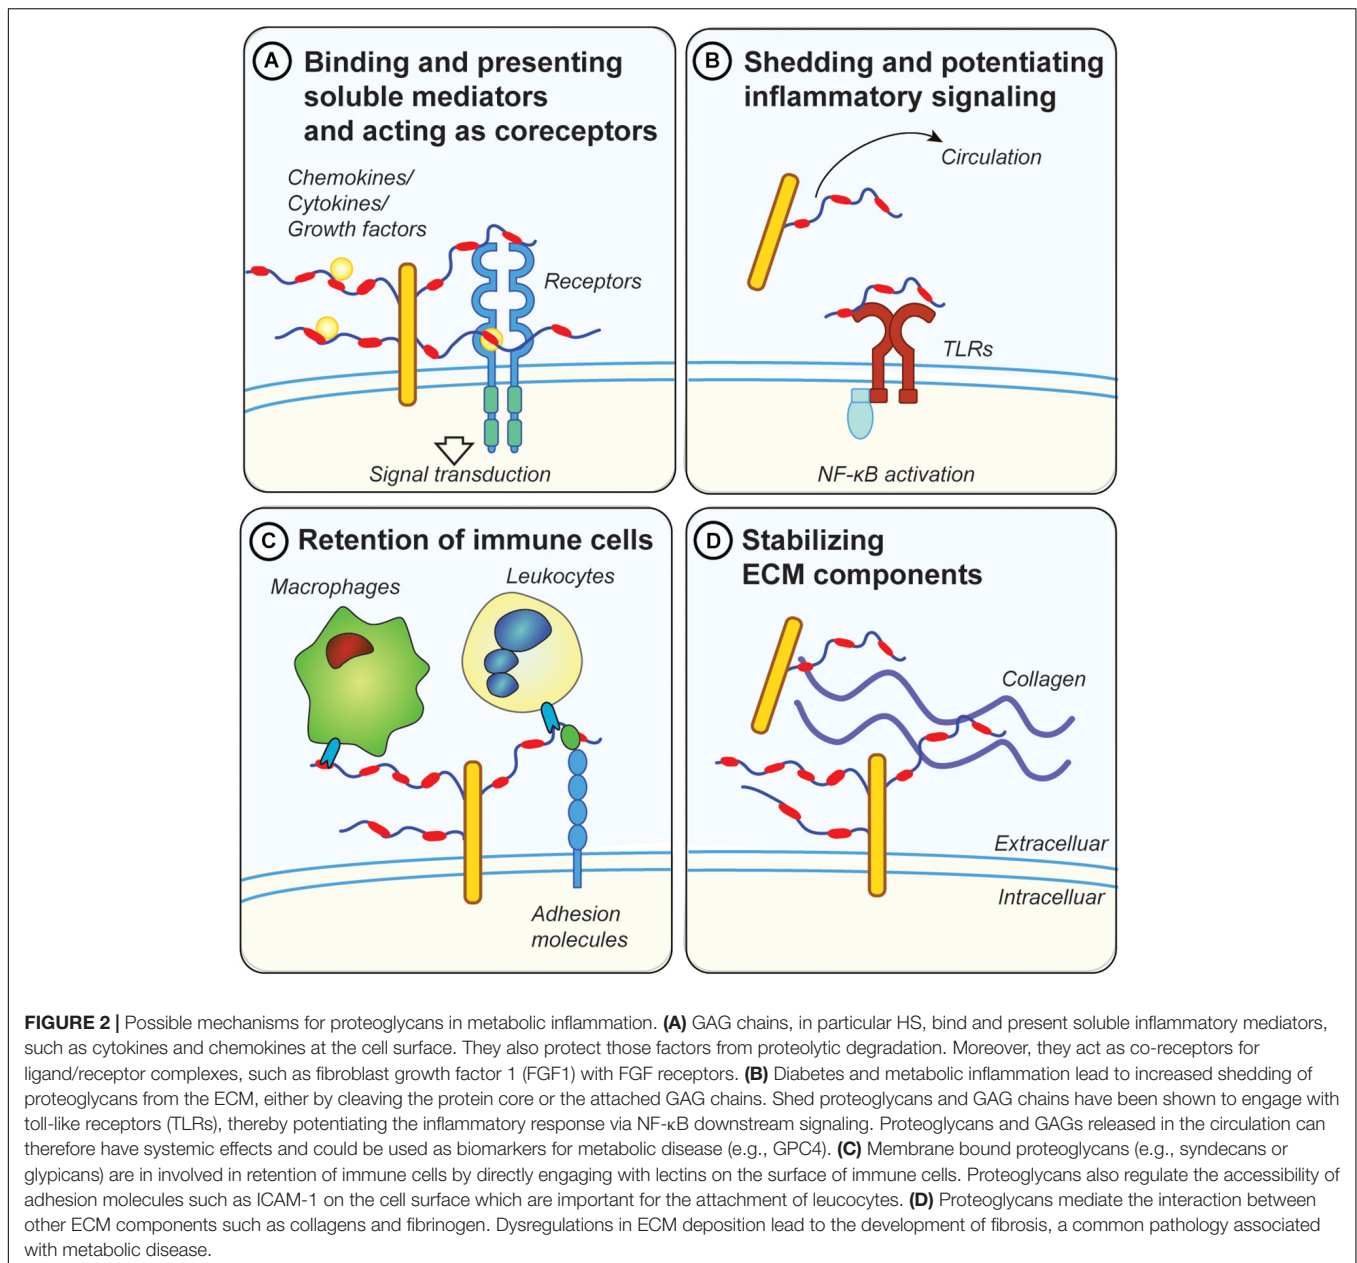 A Binding and presenting
soluble mediators
and acting as coreceptors
Chemokines/
Cytokines/
Growth factors
Receptors
Signal transduction
B Shedding and potentiating
inflammatory signaling
Circulation
TLRs
NF-κB activation
C Retention of immune cells
Macrophages
Leukocytes
Adhesion
molecules
D Stabilizing
ECM components
Collagen
Extracelluar
Intracelluar
FIGURE 2 | Possible mechanisms for proteoglycans in metabolic inflammation. (A) GAG chains, in particular HS, bind and present soluble inflammatory mediators,
such as cytokines and chemokines at the cell surface. They also protect those factors from proteolytic degradation. Moreover, they act as co-receptors for
ligand/receptor complexes, such as fibroblast growth factor 1 (FGF1) with FGF receptors. (B) Diabetes and metabolic inflammation lead to increased shedding of
proteoglycans from the ECM, either by cleaving the protein core or the attached GAG chains. Shed proteoglycans and GAG chains have been shown to engage with
toll-like receptors (TLRs), thereby potentiating the inflammatory response via NF-κB downstream signaling. Proteoglycans and GAGs released in the circulation can
therefore have systemic effects and could be used as biomarkers for metabolic disease (e.g., GPC4). (C) Membrane bound proteoglycans (e.g., syndecans or
glypicans) are in involved in retention of immune cells by directly engaging with lectins on the surface of immune cells. Proteoglycans also regulate the accessibility of
adhesion molecules such as ICAM-1 on the cell surface which are important for the attachment of leucocytes. (D) Proteoglycans mediate the interaction between
other ECM components such as collagens and fibrinogen. Dysregulations in ECM deposition lead to the development of fibrosis, a common pathology associated
with metabolic disease.